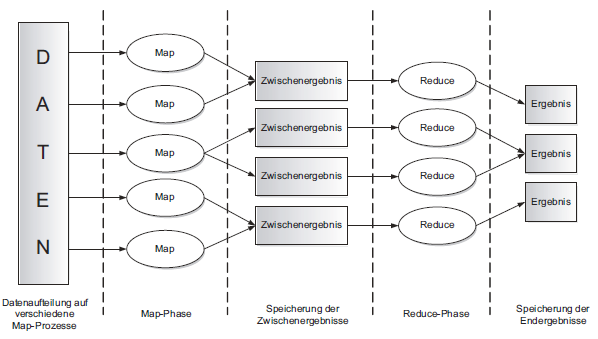 D
A
T
E
N
Map
Map
Map
Map
Map
Zwischenergebnis
Zwischenergebnis
Zwischenergebnis
Zwischenergebnis
Reduce
Reduce
Reduce
Reduce
Ergebnis
Ergebnis
Ergebnis
Datenaufteilung auf
verschiedene
Map-Prozesse
Map-Phase
Speicherung der
Zwischenergebnisse
Reduce-Phase
Speicherung der
Endergebnisse